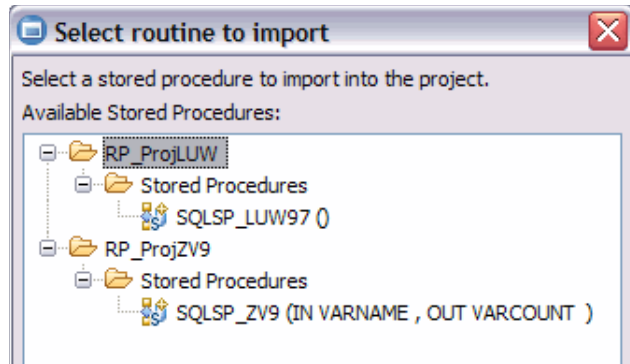 Select routine to import
Select a stored procedure to import into the project.
Available Stored Procedures:
RP_ProjLUW
Stored Procedures
SQLSP_LUW97 ()
RP_ProjZV9
Stored Procedures
SQLSP_ZV9 (IN VARNAME , OUT VARCOUNT )